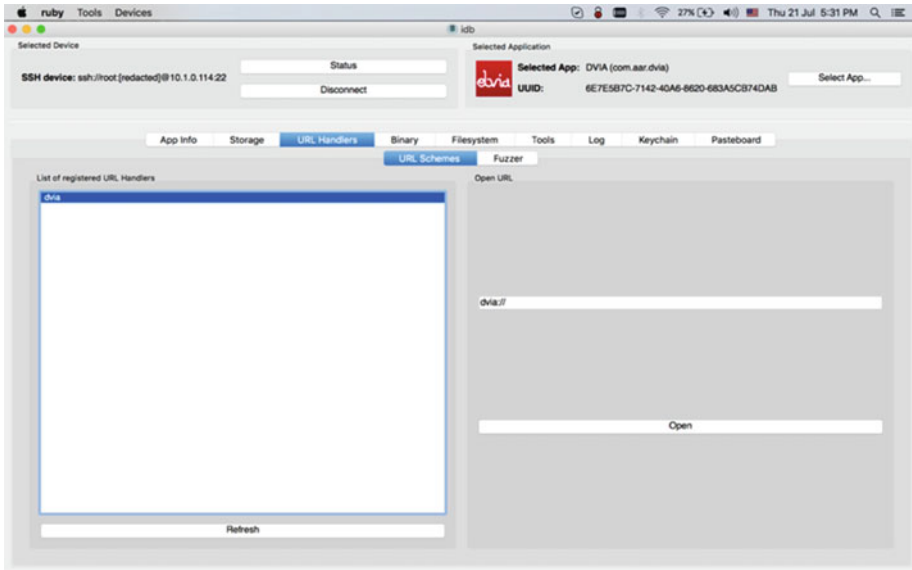 ruby Tools Devices 27% Thu 21 Jul 5:31 PM
idb
Selected Device
SSH device: ssh://root:[redacted]@10.1.0.114:22
Status
Disconnect
Selected Application
dvia
Selected App: DVIA (com.aar.dvia)
UUID: 6E7E5B7C-7142-40A6-8620-683A5CB74DAB
Select App...
App Info Storage URL Handlers Binary Filesystem Tools Log Keychain Pasteboard
URL Schemes Fuzzer
List of registered URL Handlers
dvia
Refresh
Open URL
dvia://
Open